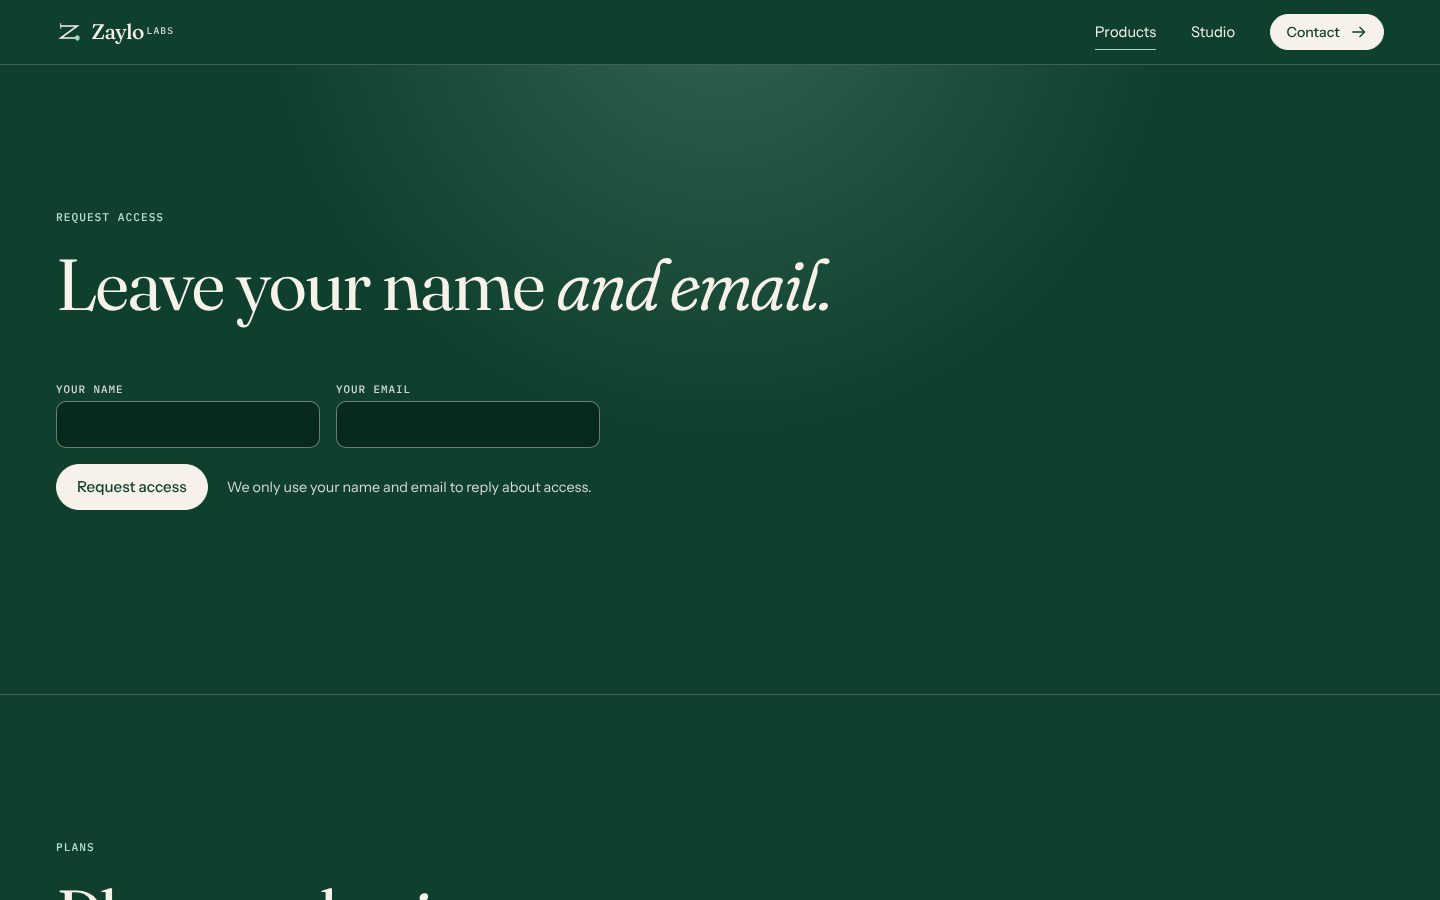 Zaylo LABS
Products
Studio
Contact
REQUEST ACCESS
Leave your name and email.
YOUR NAME
YOUR EMAIL
Request access
We only use your name and email to reply about access.
PLANS